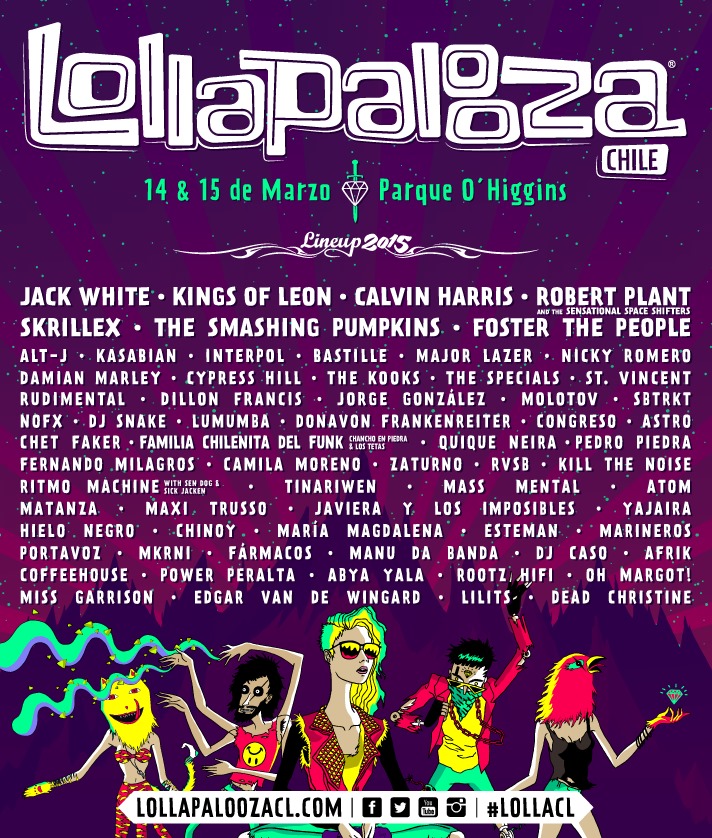 Lollapalooza®
CHILE
14 & 15 de Marzo Parque O´Higgins
Lineup 2015
JACK WHITE • KINGS OF LEON • CALVIN HARRIS • ROBERT PLANT
AND THE SENSATIONAL SPACE SHIFTERS
SKRILLEX • THE SMASHING PUMPKINS • FOSTER THE PEOPLE
ALT-J • KASABIAN • INTERPOL • BASTILLE • MAJOR LAZER • NICKY ROMERO
DAMIAN MARLEY • CYPRESS HILL • THE KOOKS • THE SPECIALS • ST. VINCENT
RUDIMENTAL • DILLON FRANCIS • JORGE GONZÁLEZ • MOLOTOV • SBTRKT
NOFX • DJ SNAKE • LUMUMBA • DONAVON FRANKENREITER • CONGRESO • ASTRO
CHET FAKER • FAMILIA CHILENITA DEL FUNK CHANCHO EN PIEDRA & LOS TETAS • QUIQUE NEIRA • PEDRO PIEDRA
FERNANDO MILAGROS • CAMILA MORENO • ZATURNO • RVSB • KILL THE NOISE
RITMO MACHINE WITH SEN DOG & SICK JACKEN • TINARIWEN • MASS MENTAL • ATOM
MATANZA • MAXI TRUSSO • JAVIERA Y LOS IMPOSIBLES • YAJAIRA
HIELO NEGRO • CHINOY • MARÍA MAGDALENA • ESTEMAN • MARINEROS
PORTAVOZ • MKRNI • FÁRMACOS • MANU DA BANDA • DJ CASO • AFRIK
COFFEEHOUSE • POWER PERALTA • ABYA YALA • ROOTZ HIFI • OH MARGOT!
MISS GARRISON • EDGAR VAN DE WINGARD • LILITS • DEAD CHRISTINE
LOLLAPALOOZACL.COM | You Tube | #LOLLACL